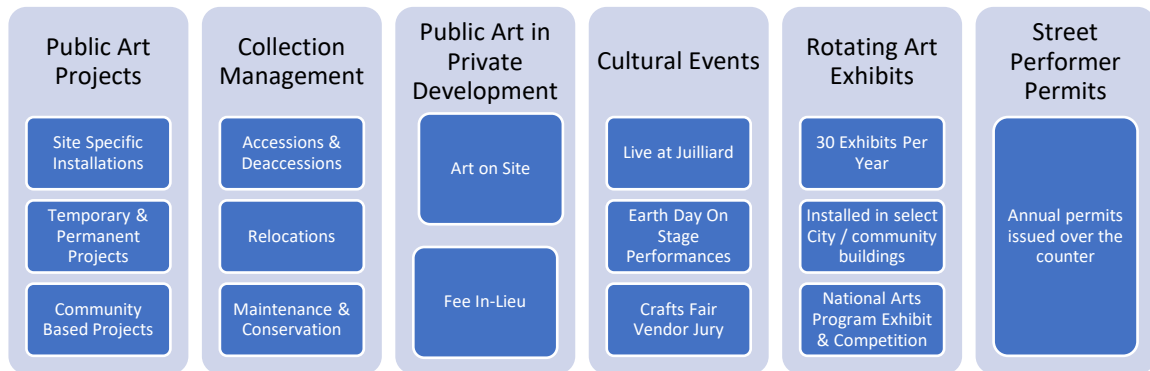 Public Art
Projects
Site Specific
Installations
Temporary &
Permanent
Projects
Community
Based Projects
Collection
Management
Accessions &
Deaccessions
Relocations
Maintenance &
Conservation
Public Art in
Private
Development
Art on Site
Fee In-Lieu
Cultural Events
Live at Juilliard
Earth Day On
Stage
Performances
Crafts Fair
Vendor Jury
Rotating Art
Exhibits
30 Exhibits Per
Year
Installed in select
City / community
buildings
National Arts
Program Exhibit
& Competition
Street
Performer
Permits
Annual permits
issued over the
counter